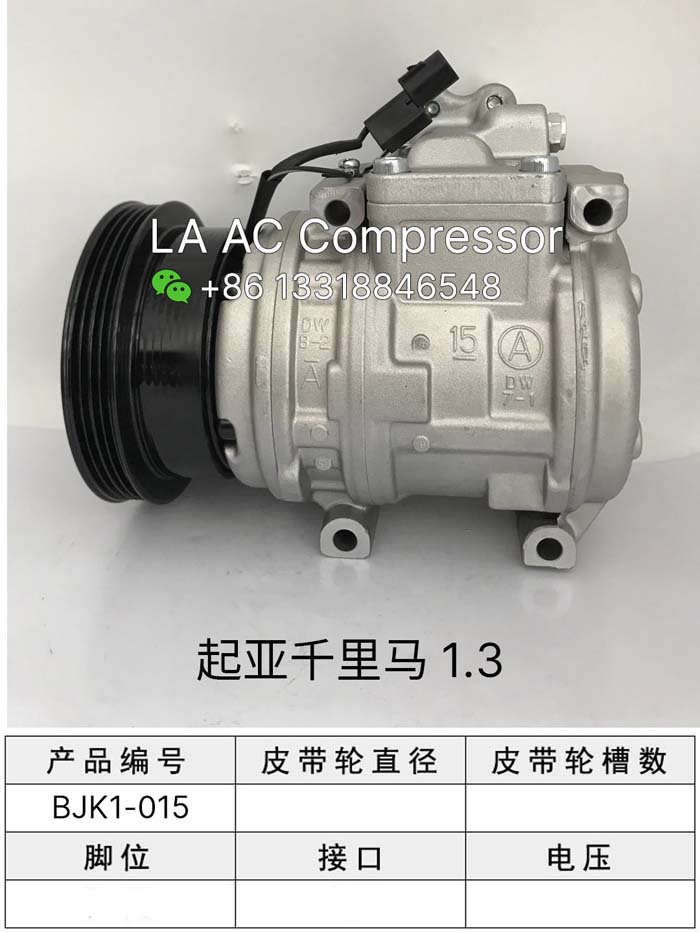 LA AC Compressor
+86 13318846548
DW
8-2
A
15
A
DW
7-1
起亚千里马 1.3
产品编号 皮带轮直径 皮带轮槽数
BJK1-015
脚位 接口 电压